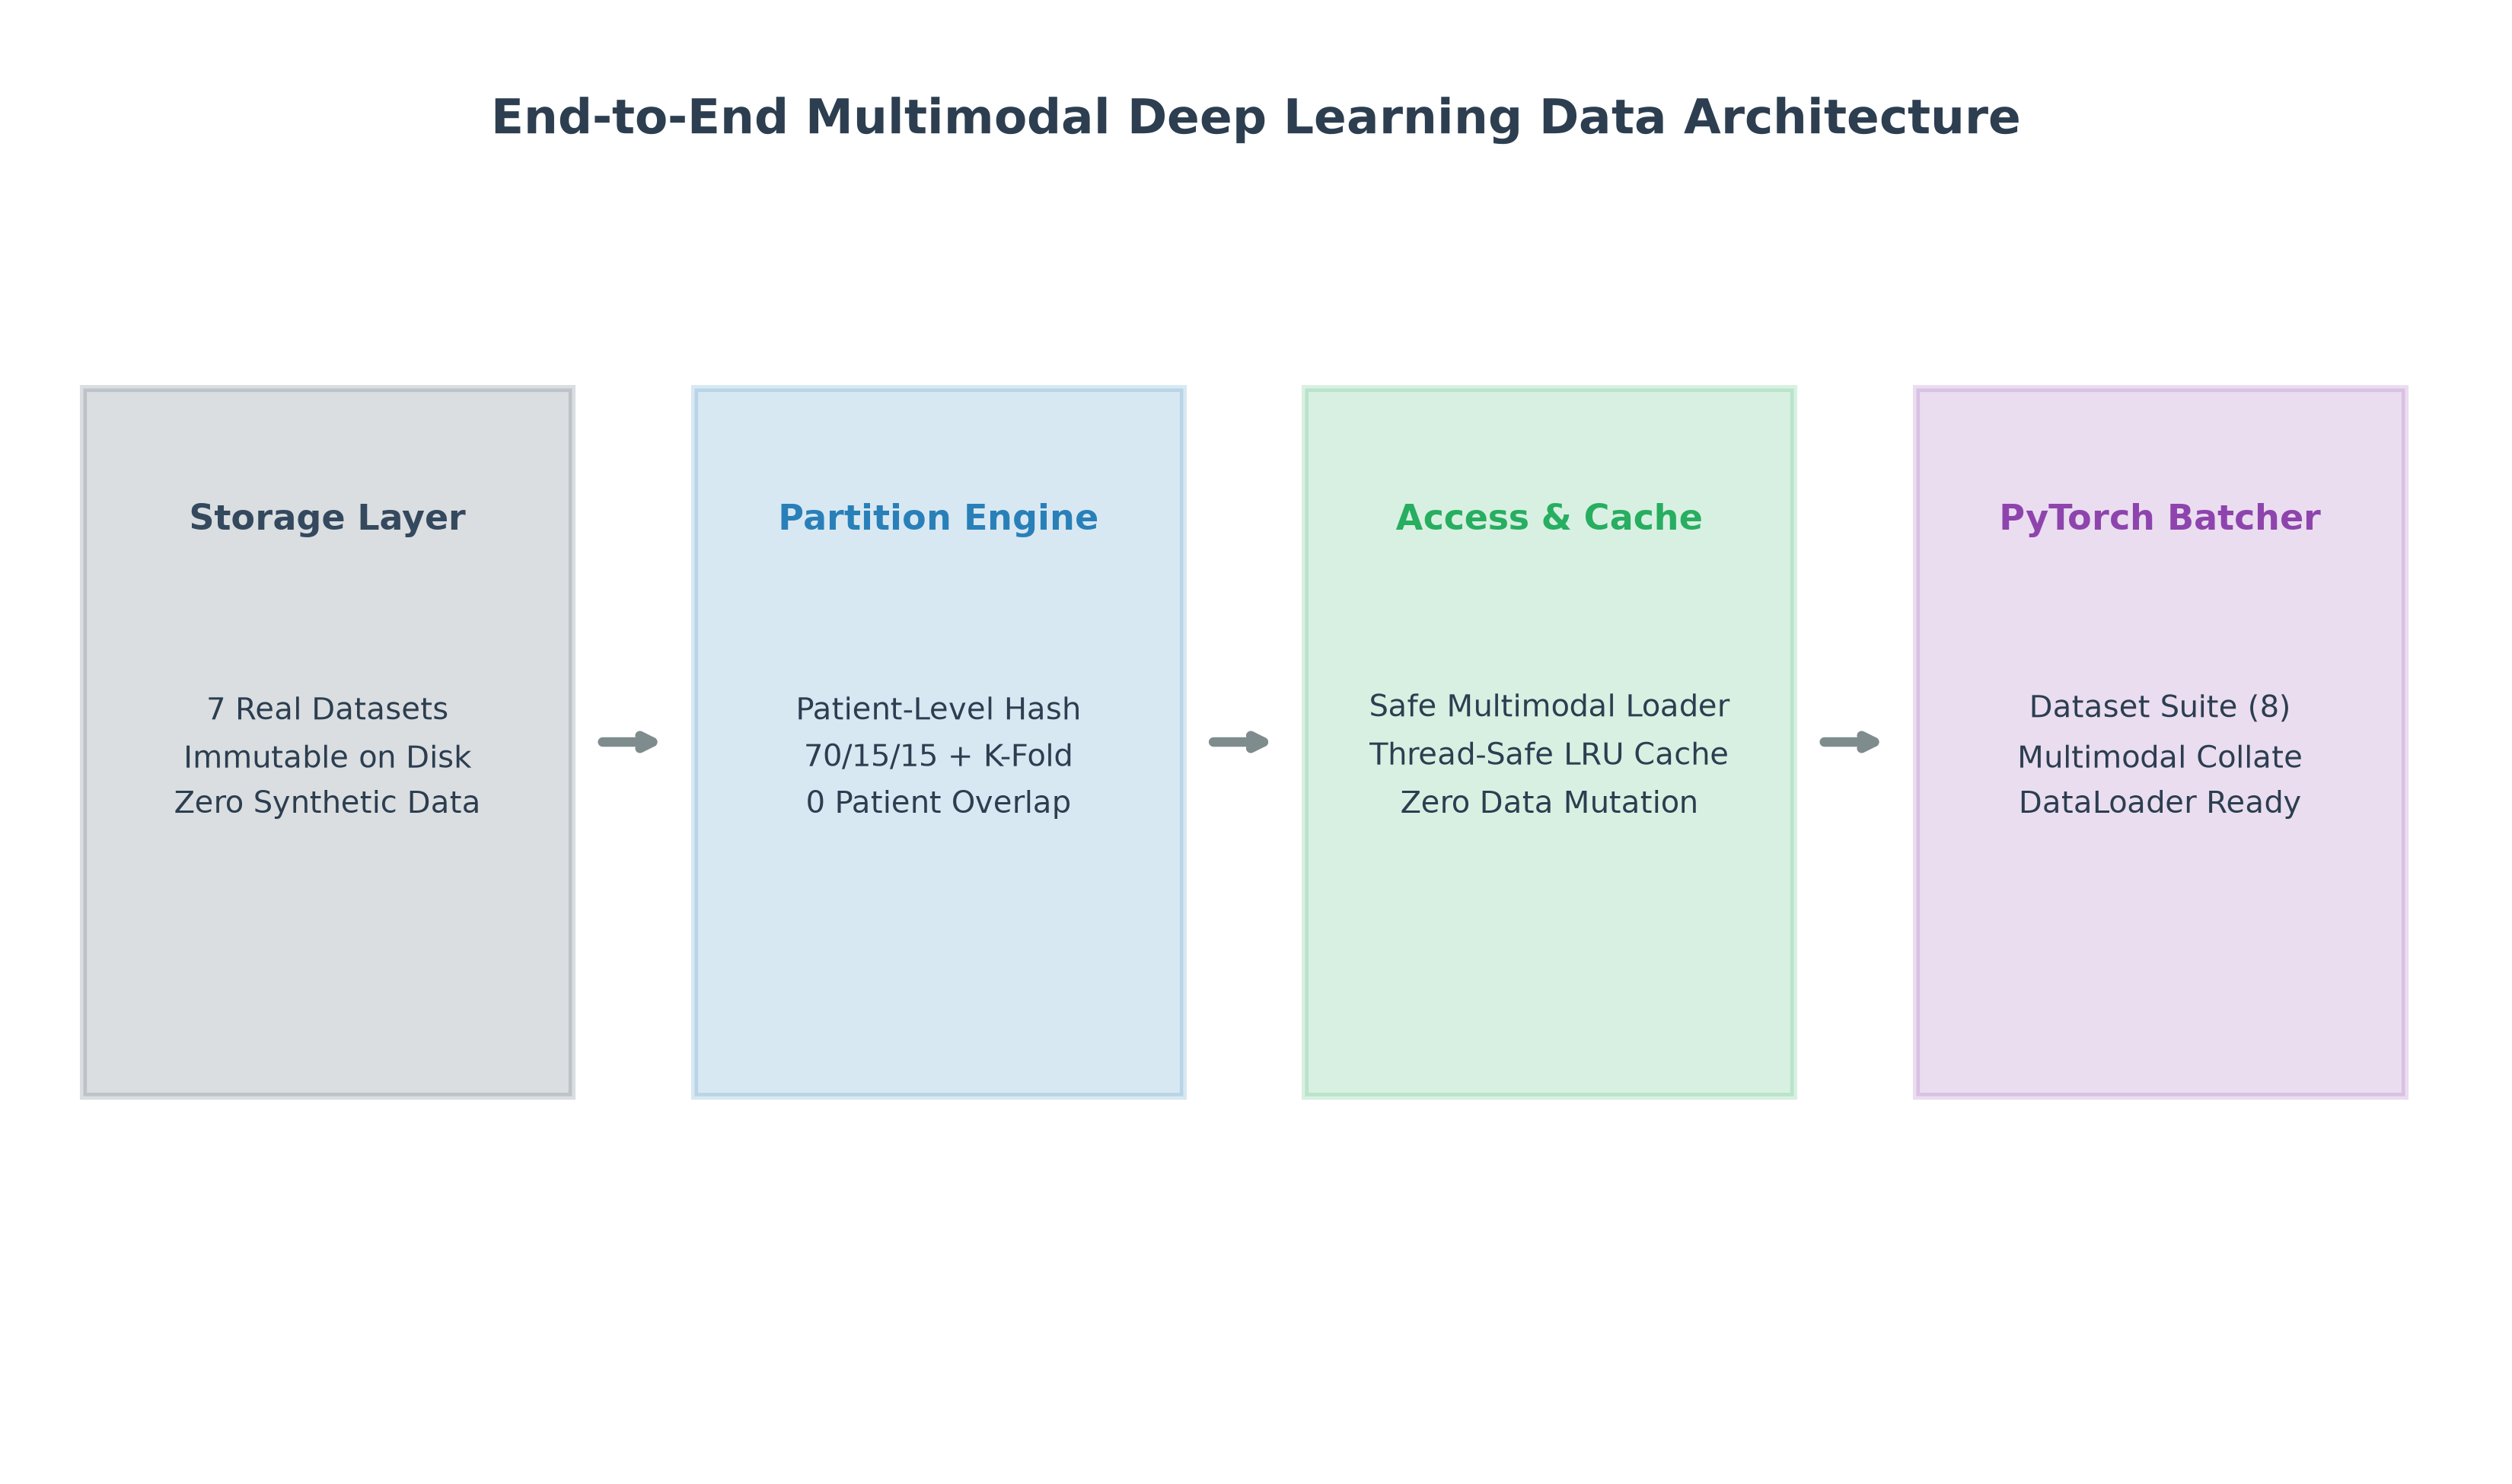 End-to-End Multimodal Deep Learning Data Architecture
Storage Layer
7 Real Datasets
Immutable on Disk
Zero Synthetic Data
Partition Engine
Patient-Level Hash
70/15/15 + K-Fold
0 Patient Overlap
Access & Cache
Safe Multimodal Loader
Thread-Safe LRU Cache
Zero Data Mutation
PyTorch Batcher
Dataset Suite (8)
Multimodal Collate
DataLoader Ready